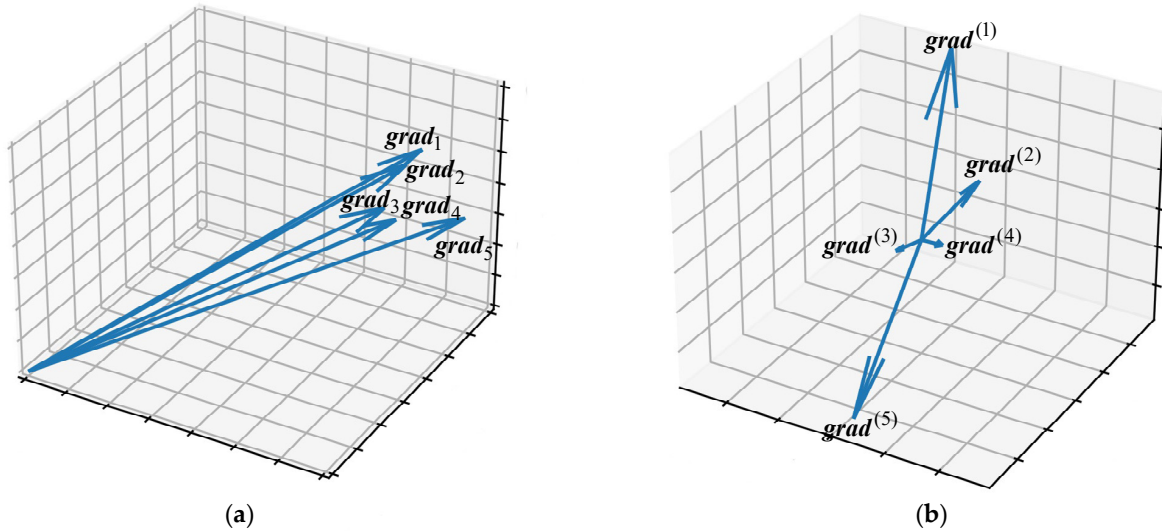 grad₁
grad₂
grad₃
grad₄
grad₅
(a)
grad⁽¹⁾
grad⁽²⁾
grad⁽³⁾
grad⁽⁴⁾
grad⁽⁵⁾
(b)